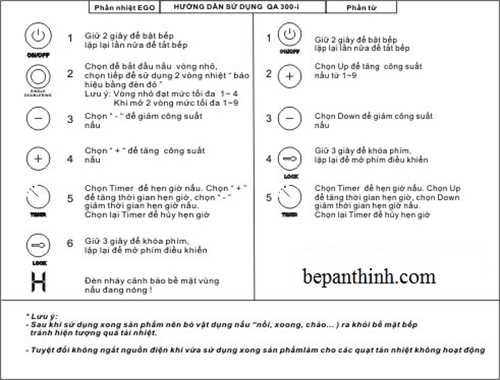 Phần nhiệt EGO
HƯỚNG DẪN SỬ DỤNG QA 300-i
Phần từ
ON/OFF
1 Giữ 2 giây để bật bếp
lặp lại lần nữa để tắt bếp
2 Chọn để bắt đầu nấu vòng nhỏ,
chọn tiếp để sử dụng 2 vòng nhiệt " báo
hiệu bằng đèn đỏ "
Lưu ý: Vòng nhỏ đạt mức tối đa 1~ 4
Khi mở 2 vòng mức tối đa 1~9
3 Chọn " - " để giảm công suất
nấu
4 Chọn " + " để tăng công suất
nấu
TIMER
5 Chọn Timer để hẹn giờ nấu. Chọn " + "
để tăng thời gian hẹn giờ, chọn " - "
giảm thời gian hẹn giờ nấu.
Chọn lại Timer để hủy hẹn giờ
LOCK
6 Giữ 3 giây để khóa phím,
lặp lại để mở phím điều khiển
H Đèn nháy cảnh báo bề mặt vùng
nấu đang nóng !
ON/OFF
1 Giữ 2 giây để bật bếp
lặp lại lần nữa để tắt bếp
2 Chọn Up để tăng công suất
nấu từ 1~9
3 Chọn Down để giảm công suất
nấu
LOCK
4 Giữ 3 giây để khóa phím,
lặp lại để mở phím điều khiển
TIMER
5 Chọn Timer để hẹn giờ nấu. Chọn Up
để tăng thời gian hẹn giờ, chọn Down
giảm thời gian hẹn giờ nấu.
Chọn lại Timer để hủy hẹn giờ
bepanthinh.com
* Lưu ý:
- Sau khi sử dụng xong sản phẩm nên bỏ vật dụng nấu "nồi, xoong, chảo... ) ra khỏi bề mặt bếp
tránh hiện tượng quá tải nhiệt.
- Tuyệt đối không ngắt nguồn điện khi vừa sử dụng xong sản phẩmlàm cho các quạt tản nhiệt không hoạt động